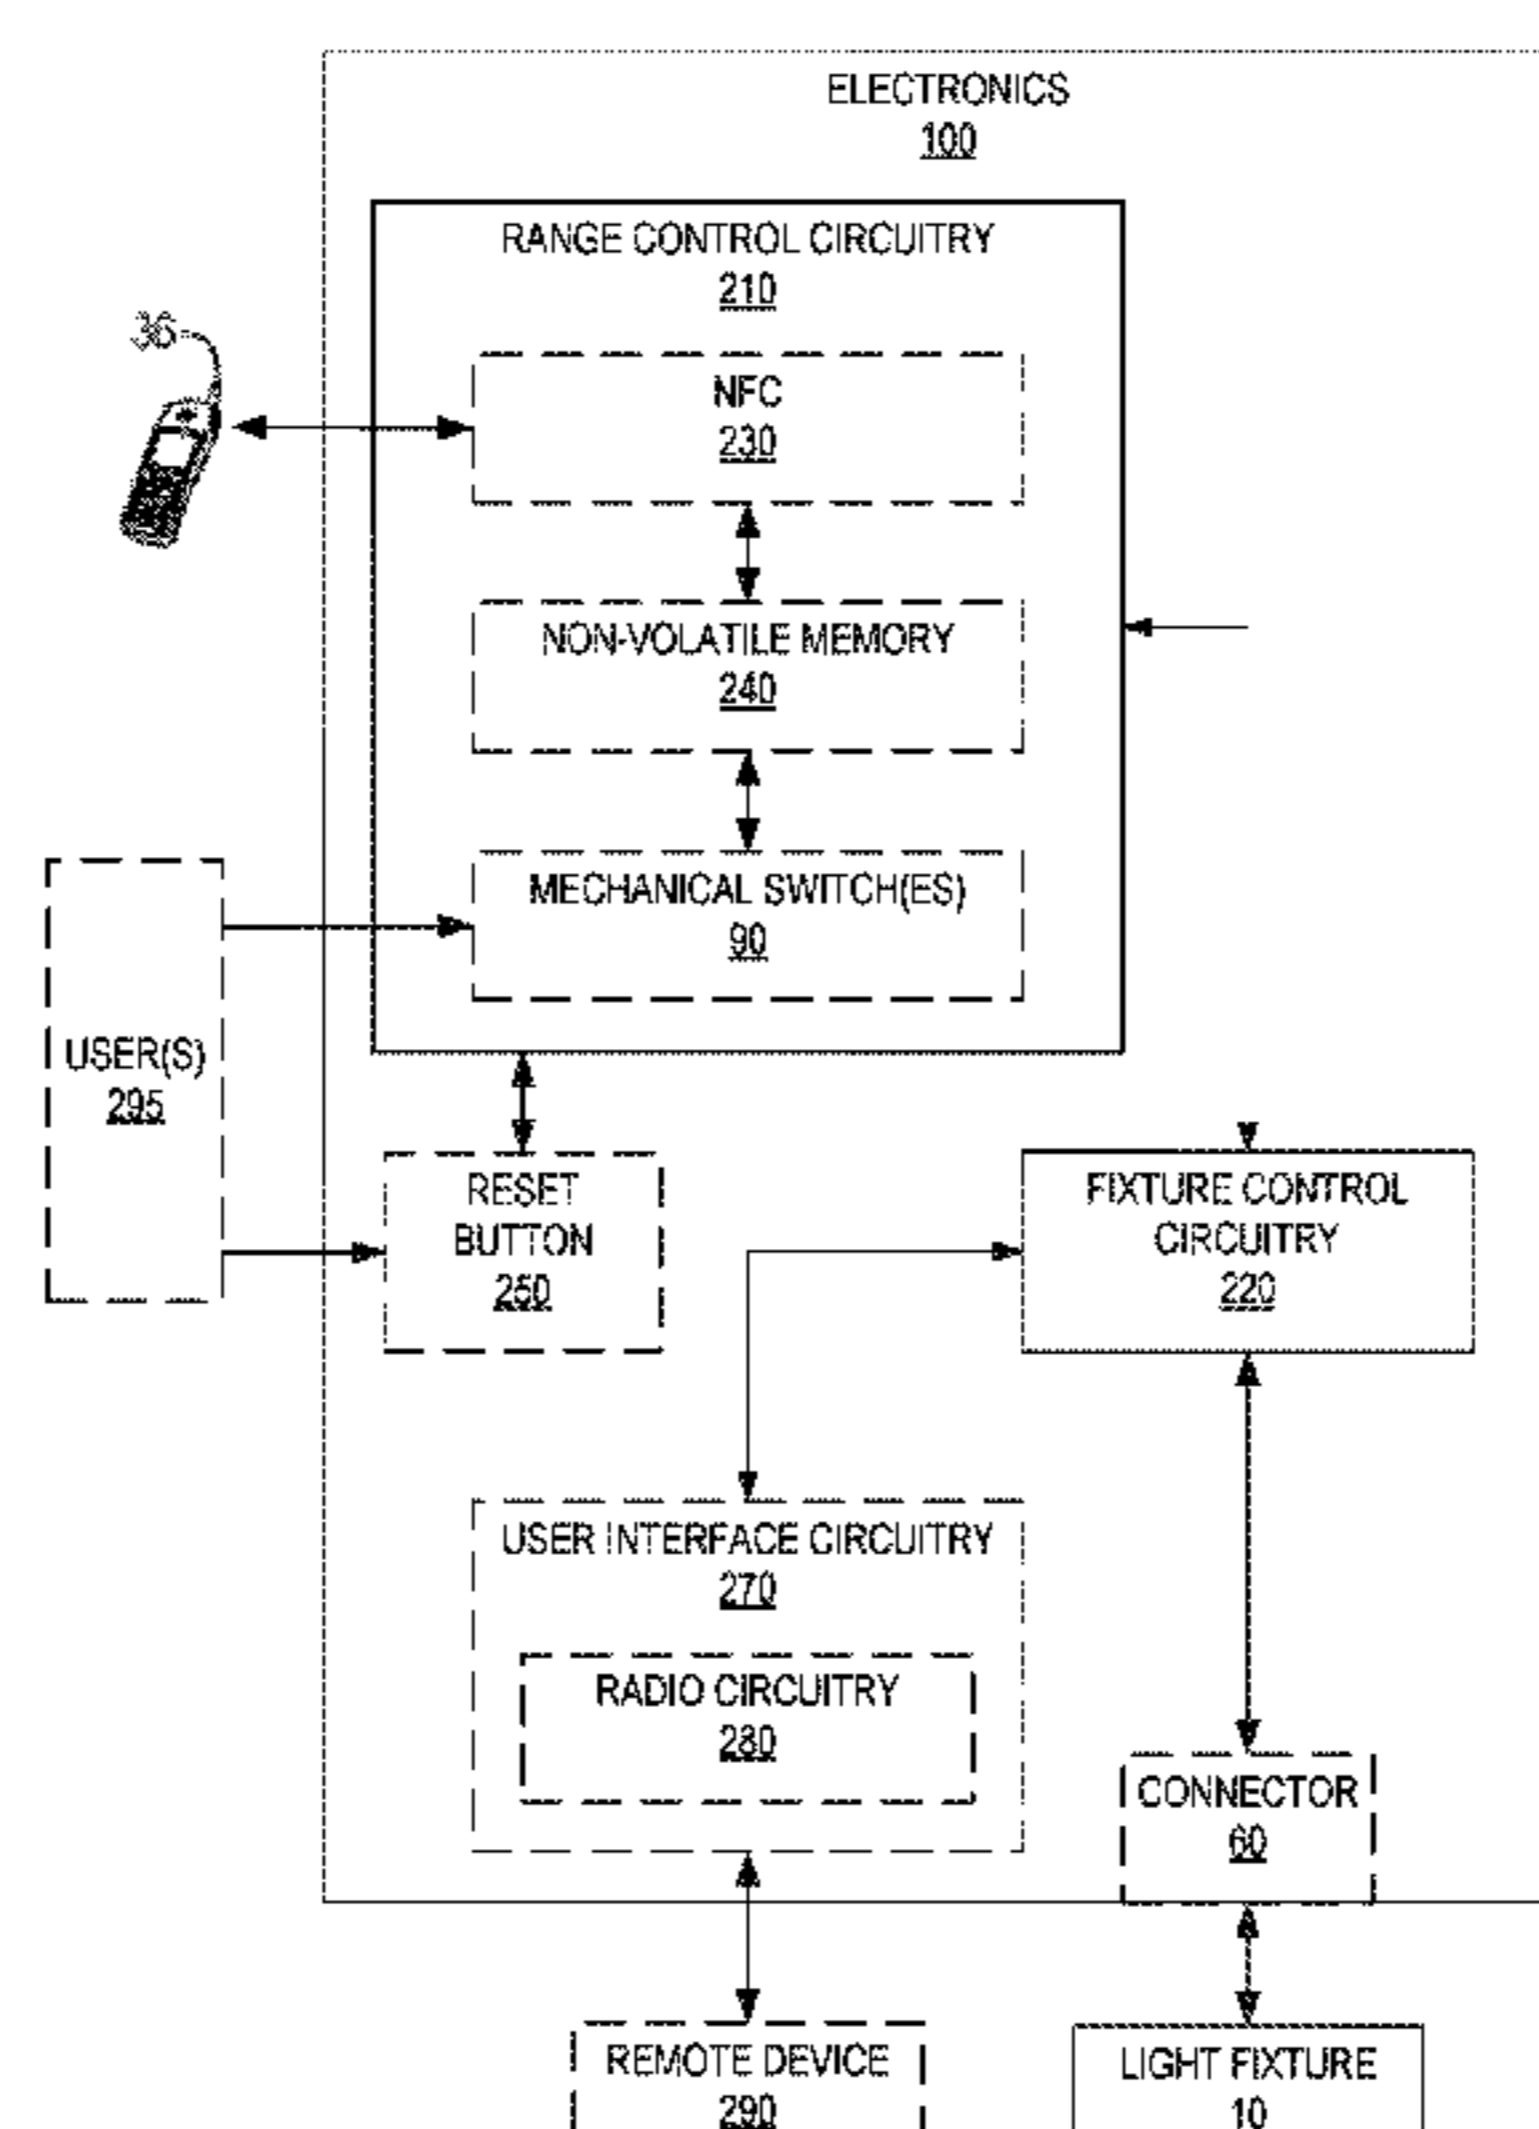 ELECTRONICS
100
RANGE CONTROL CIRCUITRY
210
36
NFC
230
NON-VOLATILE MEMORY
240
MECHANICAL SWITCH(ES)
90
USER(S)
295
RESET
BUTTON
250
FIXTURE CONTROL
CIRCUITRY
220
USER INTERFACE CIRCUITRY
270
RADIO CIRCUITRY
280
CONNECTOR
60
REMOTE DEVICE
290
LIGHT FIXTURE
10